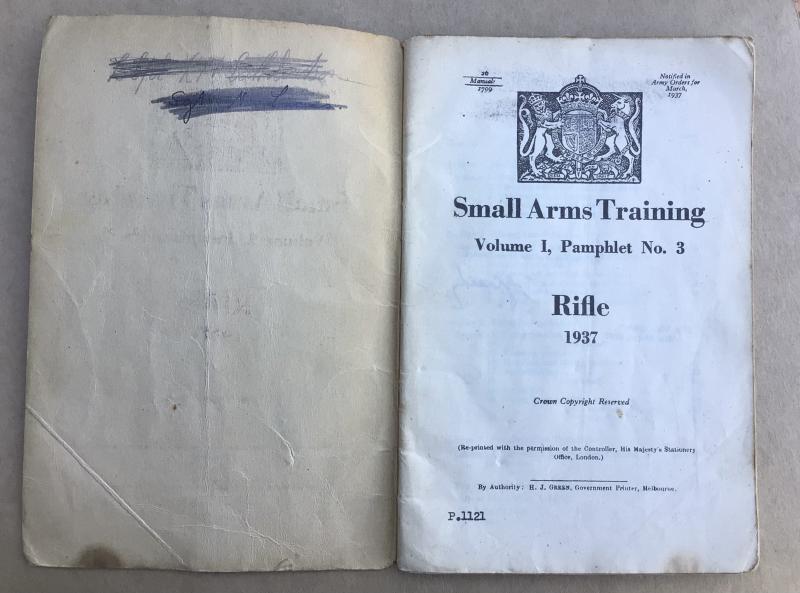 26
Manuals
1799
Notified in
Army Orders for
March,
1937
Small Arms Training
Volume I, Pamphlet No. 3
Rifle
1937
Crown Copyright Reserved
(Re-printed with the permission of the Controller, His Majesty's Stationery
Office, London.)
By Authority: H. J. GREEN, Government Printer, Melbourne.
P.1121